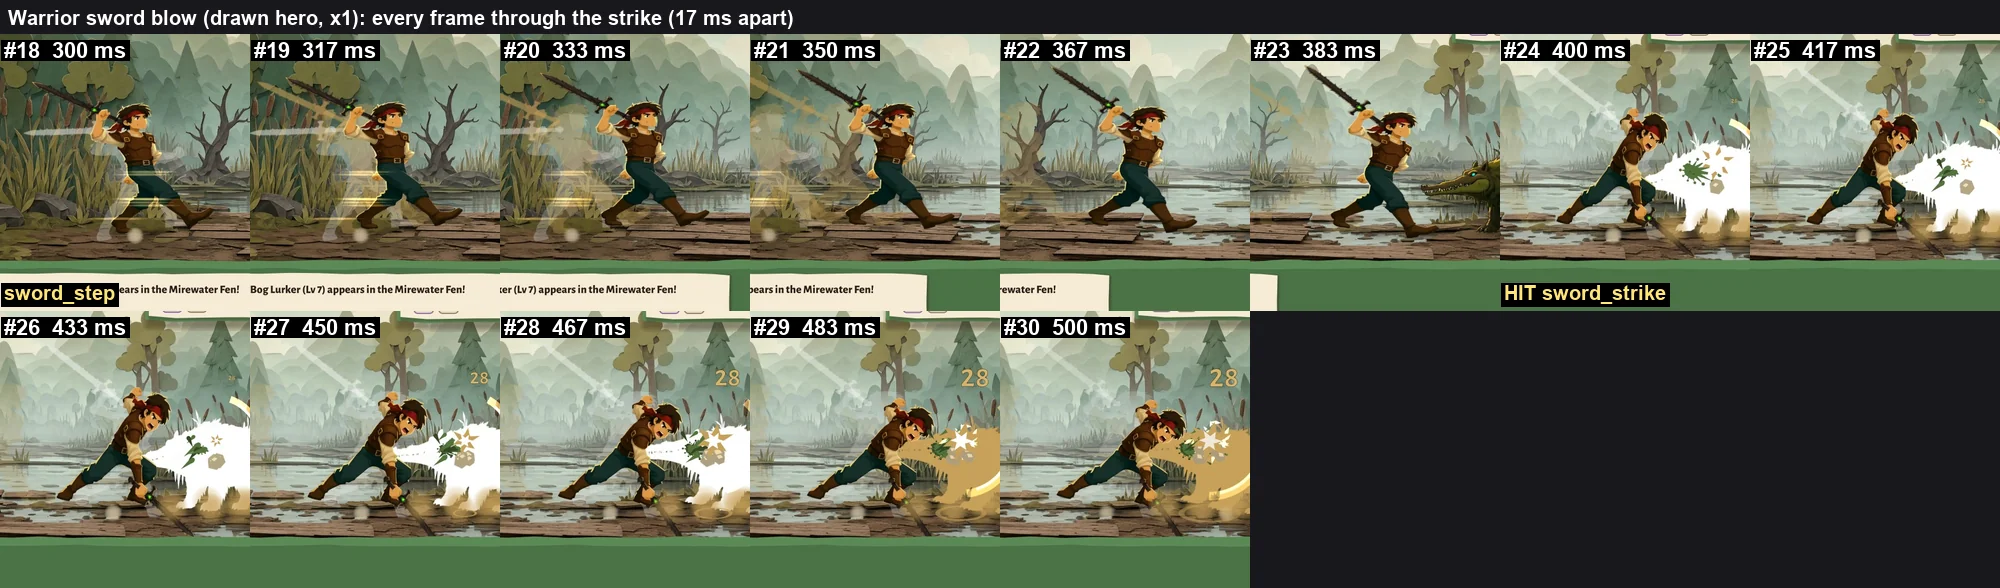 Warrior sword blow (drawn hero, x1): every frame through the strike (17 ms apart)
#18 300 ms
#19 317 ms
#20 333 ms
#21 350 ms
#22 367 ms
#23 383 ms
#24 400 ms
#25 417 ms
sword_step
ears in the Mirewater Fen!
Bog Lurker (Lv 7) appears in the Mirewater Fen!
ker (Lv 7) appears in the Mirewater Fen!
pears in the Mirewater Fen!
rewater Fen!
HIT sword_strike
#26 433 ms
#27 450 ms
#28 467 ms
#29 483 ms
#30 500 ms
28
28
28
28